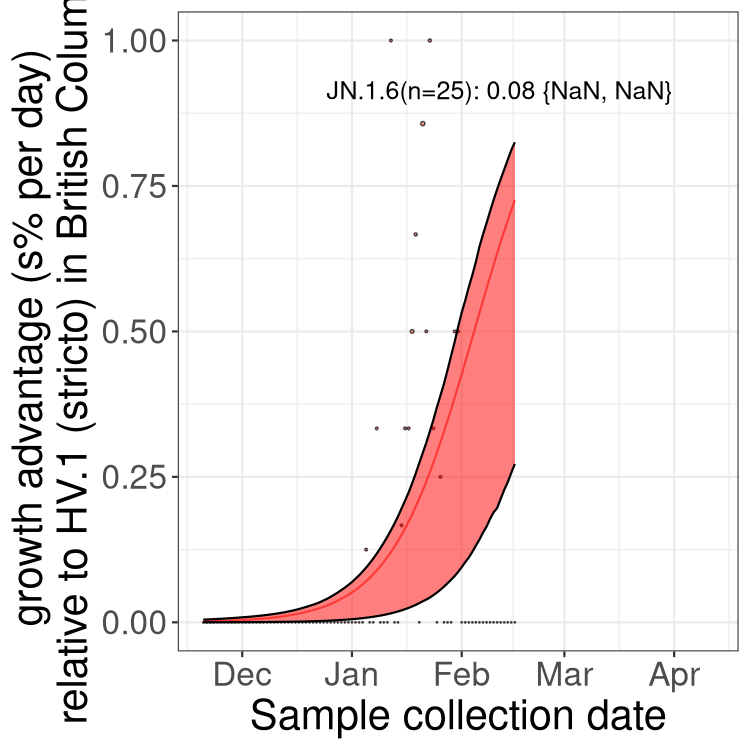 growth advantage (s% per day)
relative to HV.1 (stricto) in British Colum
1.00
0.75
0.50
0.25
0.00
JN.1.6(n=25): 0.08 {NaN, NaN}
Dec Jan Feb Mar Apr
Sample collection date